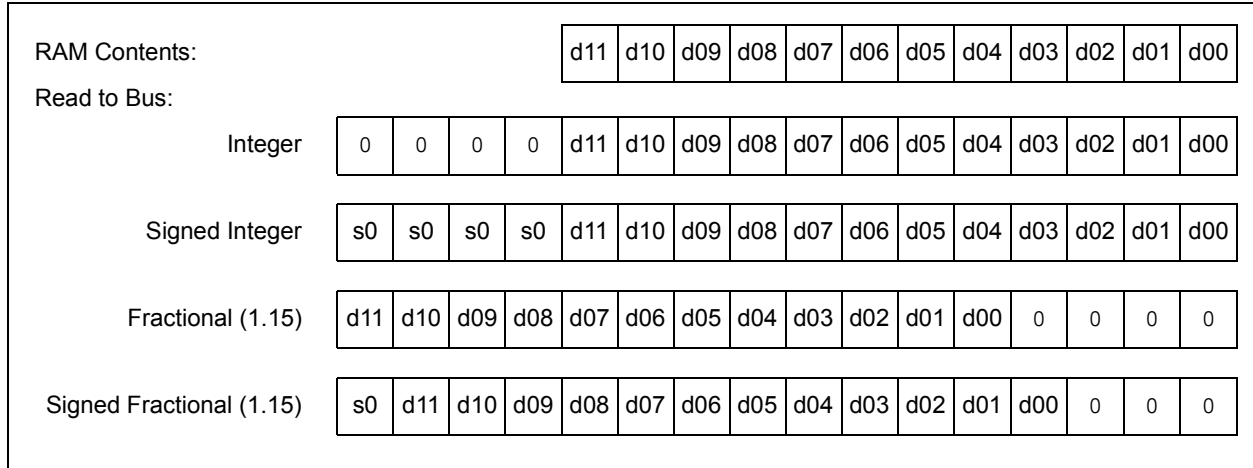 RAM Contents: d11 d10 d09 d08 d07 d06 d05 d04 d03 d02 d01 d00
Read to Bus:
Integer 0 0 0 0 d11 d10 d09 d08 d07 d06 d05 d04 d03 d02 d01 d00
Signed Integer s0 s0 s0 s0 d11 d10 d09 d08 d07 d06 d05 d04 d03 d02 d01 d00
Fractional (1.15) d11 d10 d09 d08 d07 d06 d05 d04 d03 d02 d01 d00 0 0 0 0
Signed Fractional (1.15) s0 d11 d10 d09 d08 d07 d06 d05 d04 d03 d02 d01 d00 0 0 0